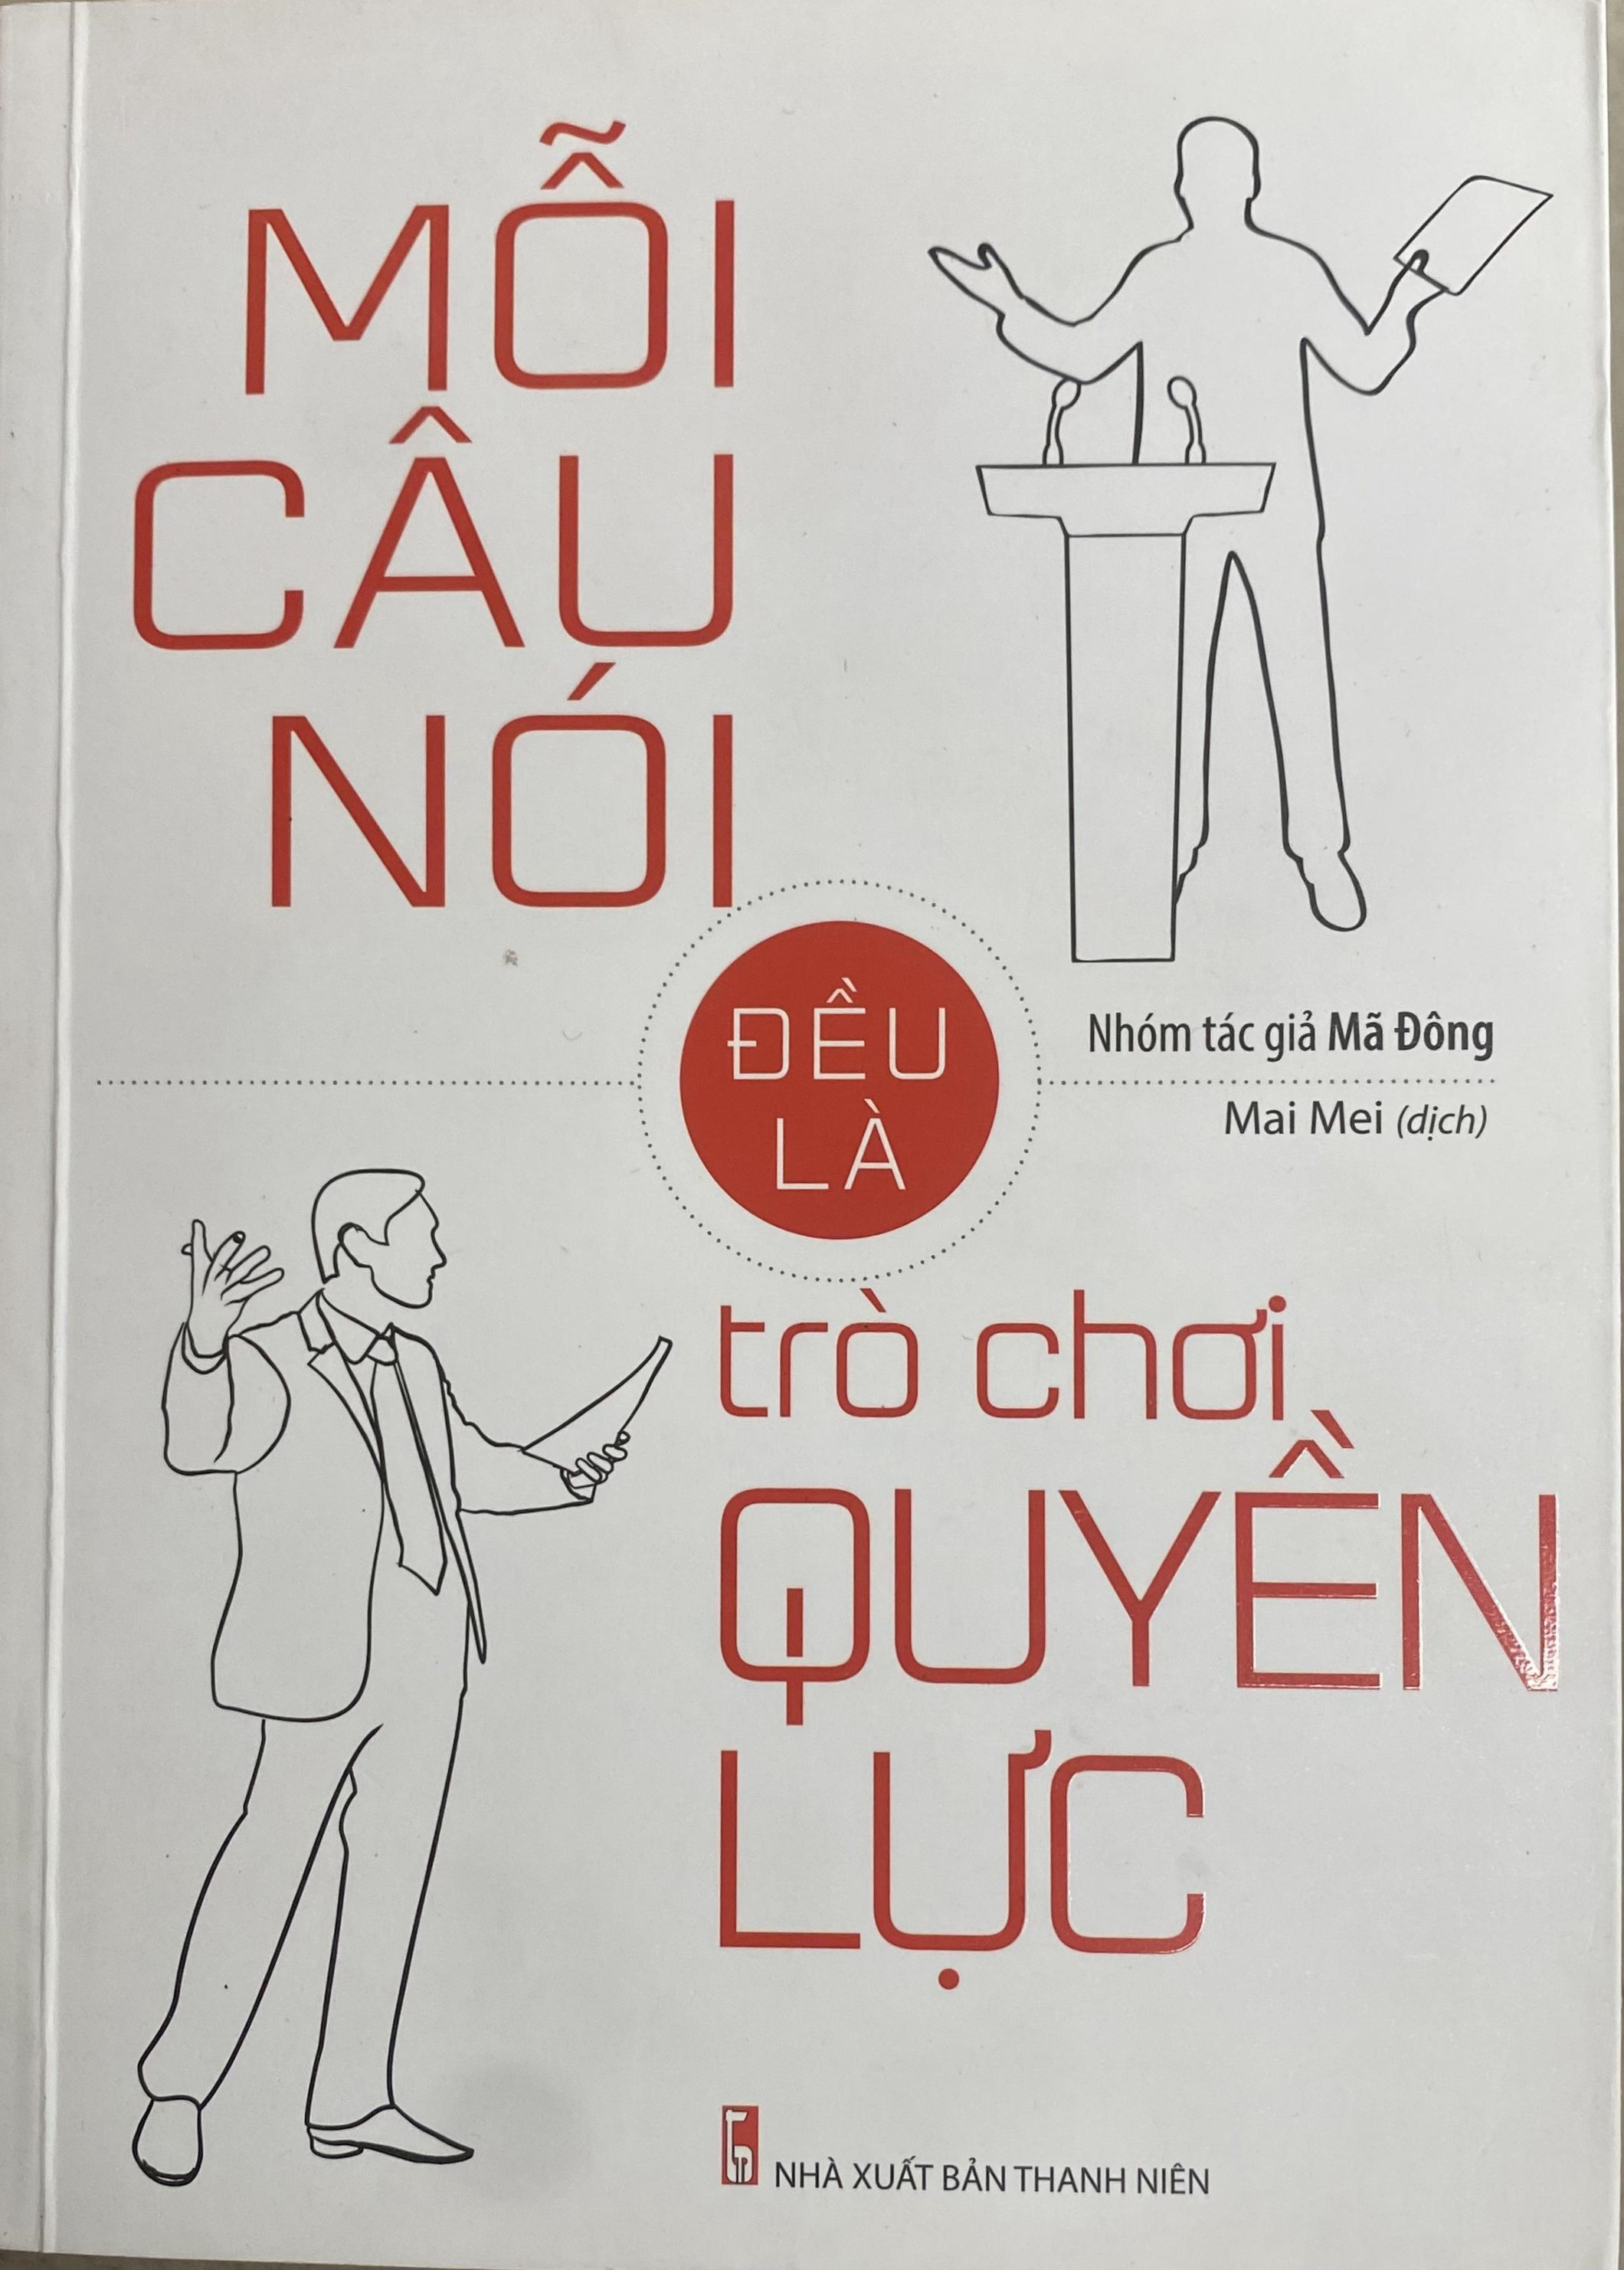 MỖI
CÂU
NÓI
ĐỀU
LÀ
Nhóm tác giả Mã Đông
Mai Mei (dịch)
trò chơi
QUYỀN
LỰC
NHÀ XUẤT BẢN THANH NIÊN